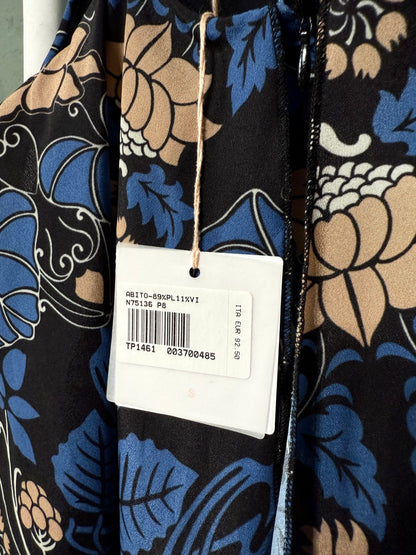 ABITO-89%PL11%VI
N75136 P8
TP1461 003700485
ITA EUR 92.50
S